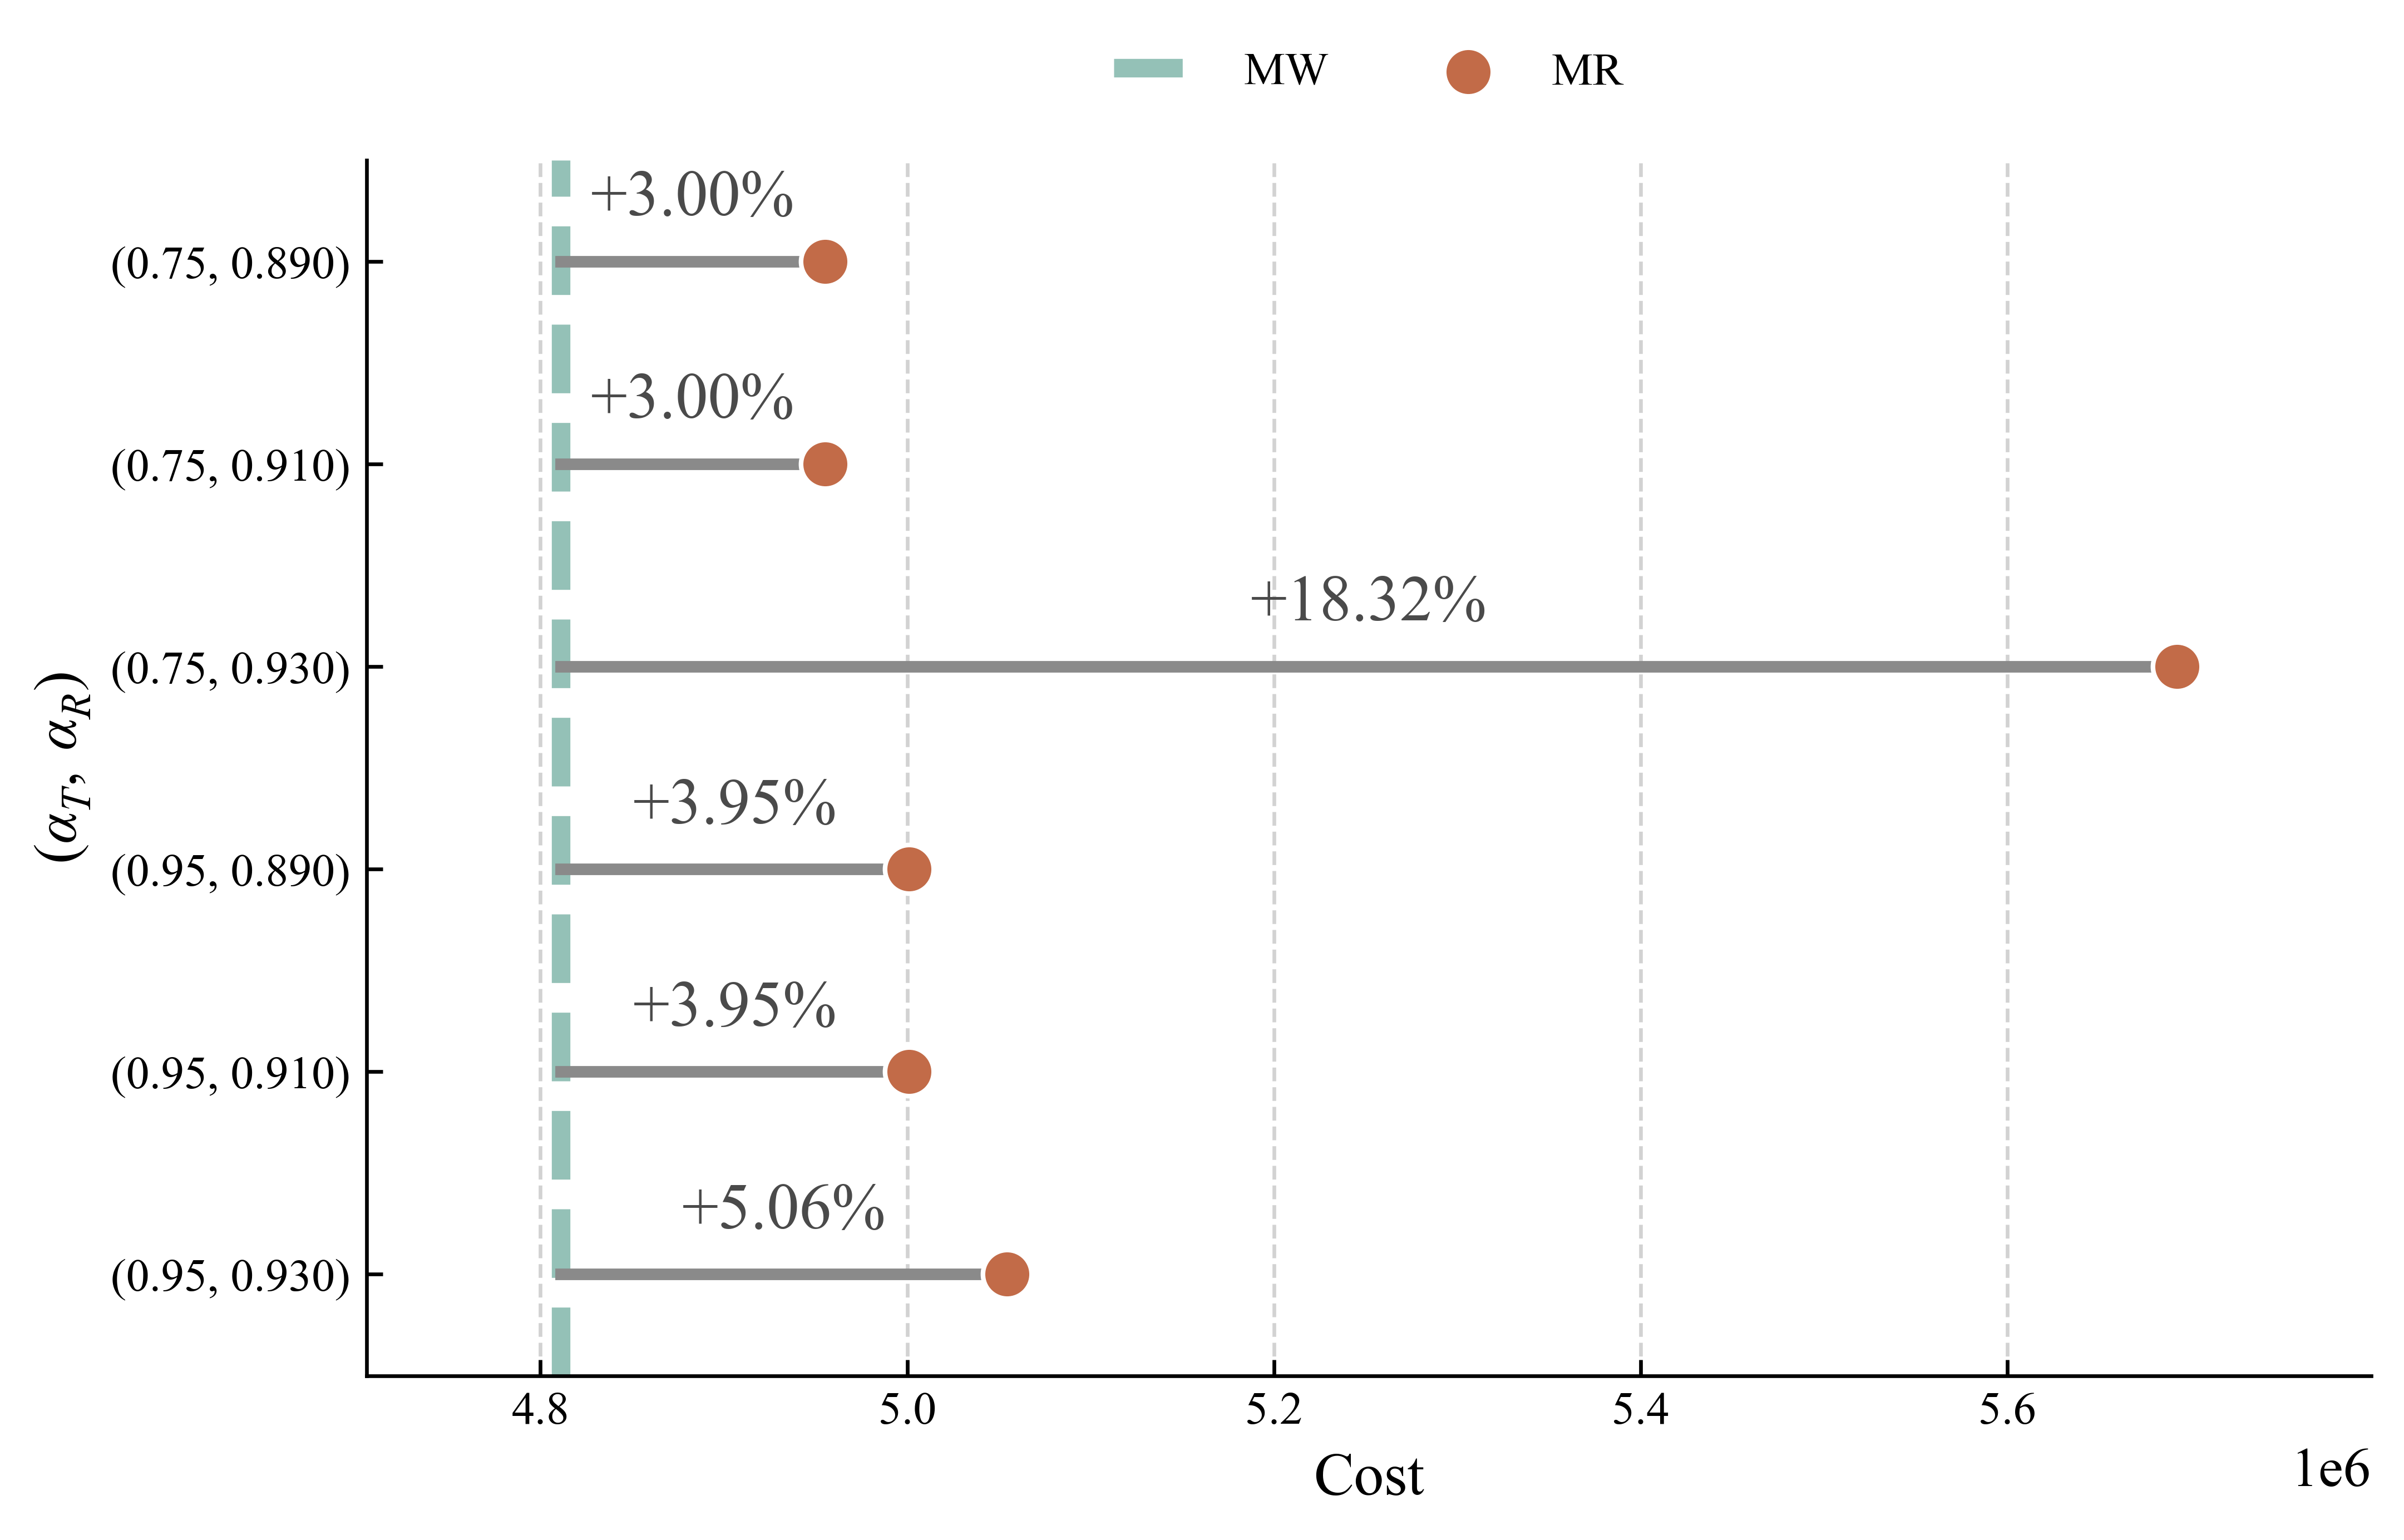 MW MR
+3.00%
(0.75, 0.890)
+3.00%
(0.75, 0.910)
+18.32%
(0.75, 0.930)
(α_T, α_R)
+3.95%
(0.95, 0.890)
+3.95%
(0.95, 0.910)
+5.06%
(0.95, 0.930)
4.8 5.0 5.2 5.4 5.6
Cost
1e6